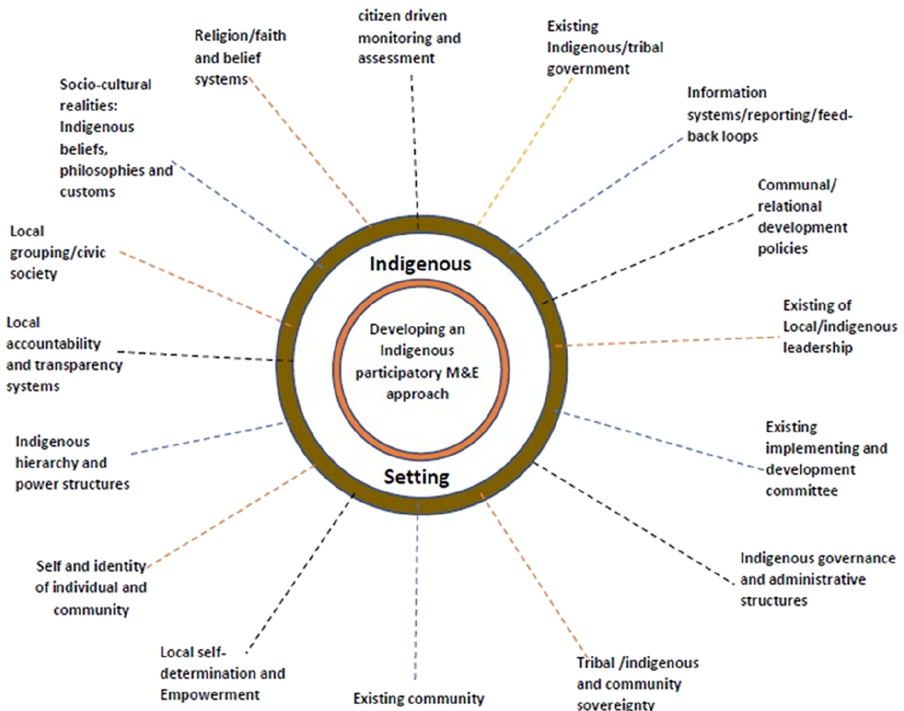 citizen driven
monitoring and
assessment
Existing
Indigenous/tribal
government
Information
systems/reporting/feed-
back loops
Communal/
relational
development
policies
Existing of
Local/indigenous
leadership
Existing
implementing and
development
committee
Indigenous governance
and administrative
structures
Tribal /indigenous
and community
sovereignty
Existing community
Local self-
determination and
Empowerment
Self and identity
of individual and
community
Indigenous
hierarchy and
power structures
Local
accountability
and transparency
systems
Local
grouping/civic
society
Socio-cultural
realities:
Indigenous
beliefs,
philosophies and
customs
Religion/faith
and belief
systems
Indigenous
Developing an
Indigenous
participatory M&E
approach
Setting